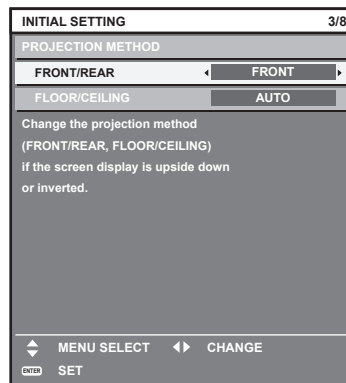 INITIAL SETTING 3/8
PROJECTION METHOD
FRONT/REAR FRONT
FLOOR/CEILING AUTO
Change the projection method
(FRONT/REAR, FLOOR/CEILING)
if the screen display is upside down
or inverted.
MENU SELECT CHANGE
ENTER SET